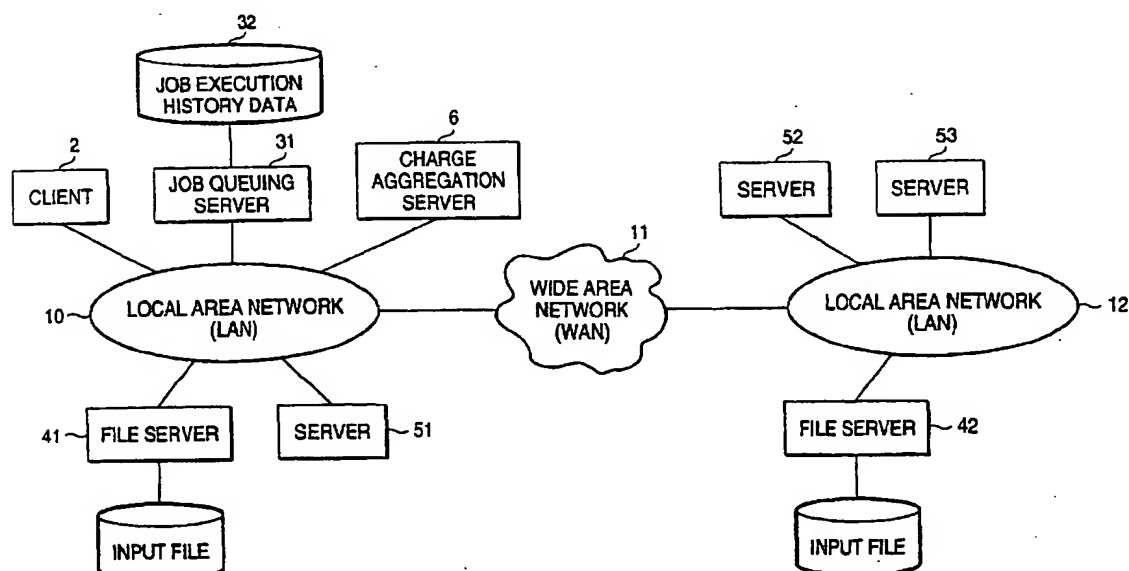 32
JOB EXECUTION
HISTORY DATA
2
CLIENT
31
JOB QUEUING
SERVER
6
CHARGE
AGGREGATION
SERVER
52
SERVER
53
SERVER
10
LOCAL AREA NETWORK
(LAN)
11
WIDE AREA
NETWORK
(WAN)
LOCAL AREA NETWORK
(LAN)
12
41
FILE SERVER
SERVER
51
FILE SERVER
42
INPUT FILE
INPUT FILE